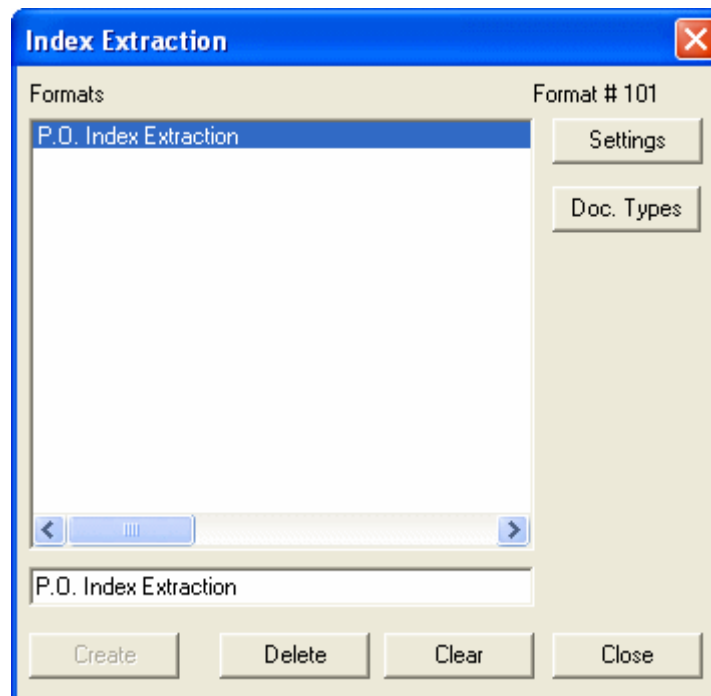 Index Extraction
Formats
Format # 101
P.O. Index Extraction
Settings
Doc. Types
P.O. Index Extraction
Create
Delete
Clear
Close